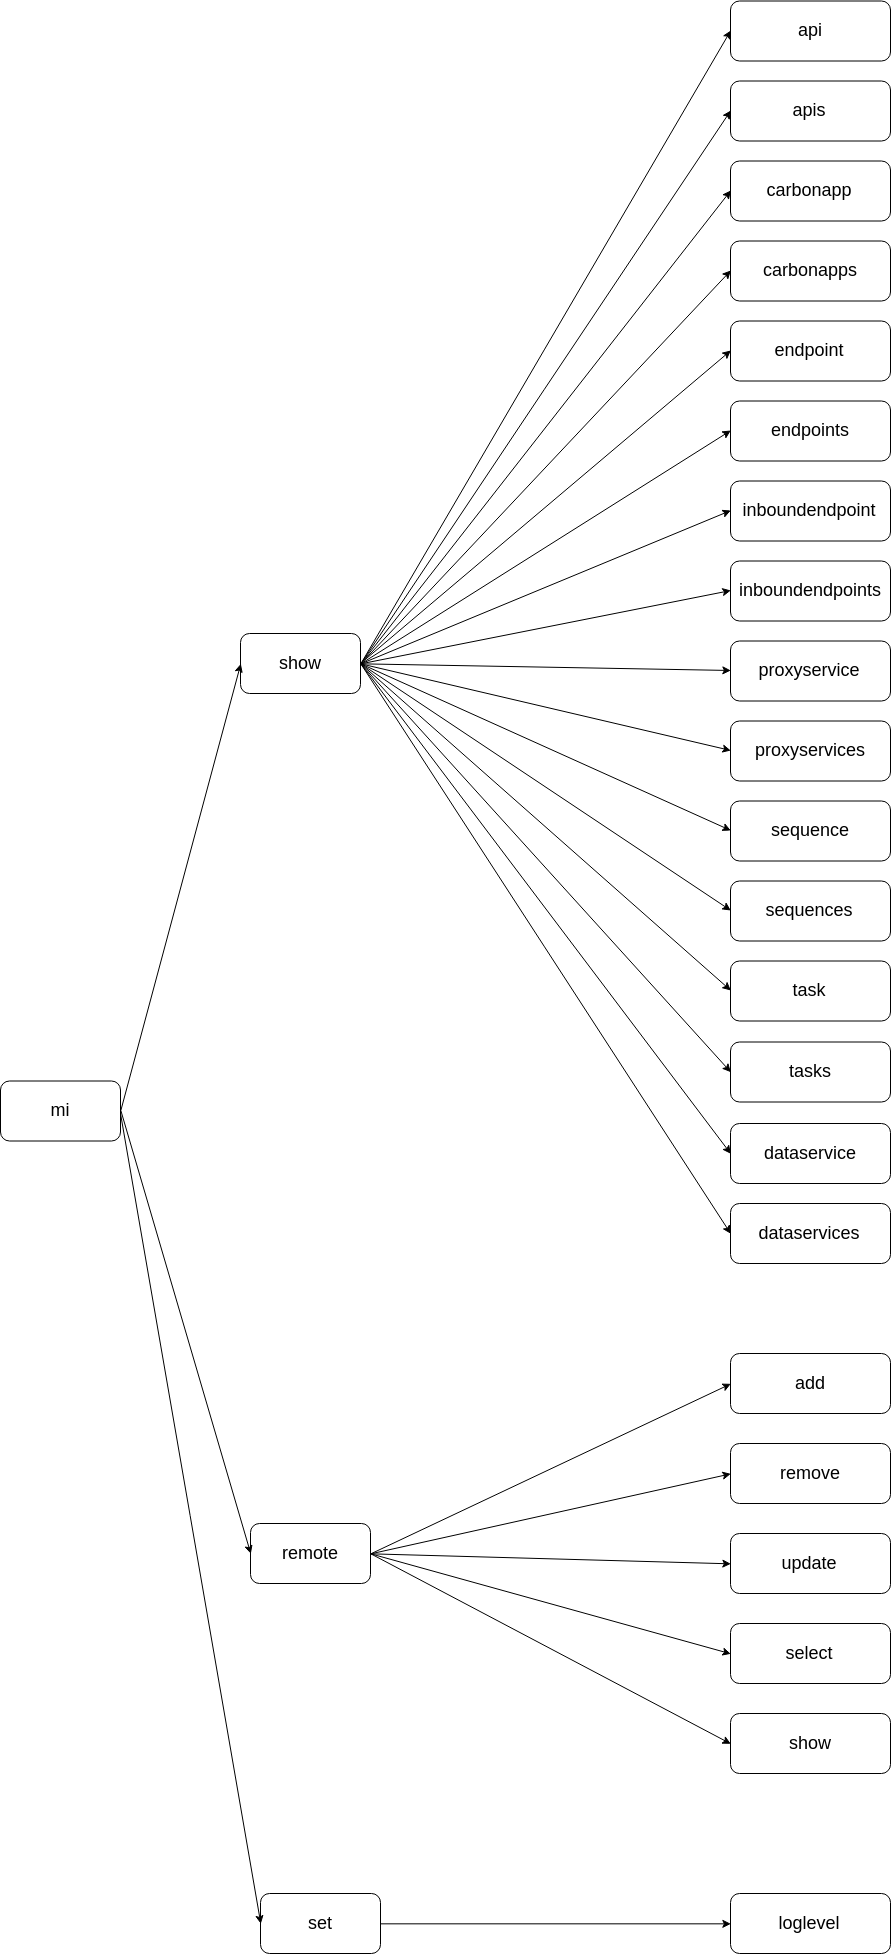 api
apis
carbonapp
carbonapps
endpoint
endpoints
inboundendpoint
inboundendpoints
show
proxyservice
proxyservices
sequence
sequences
task
tasks
mi
dataservice
dataservices
add
remove
remote
update
select
show
set
loglevel